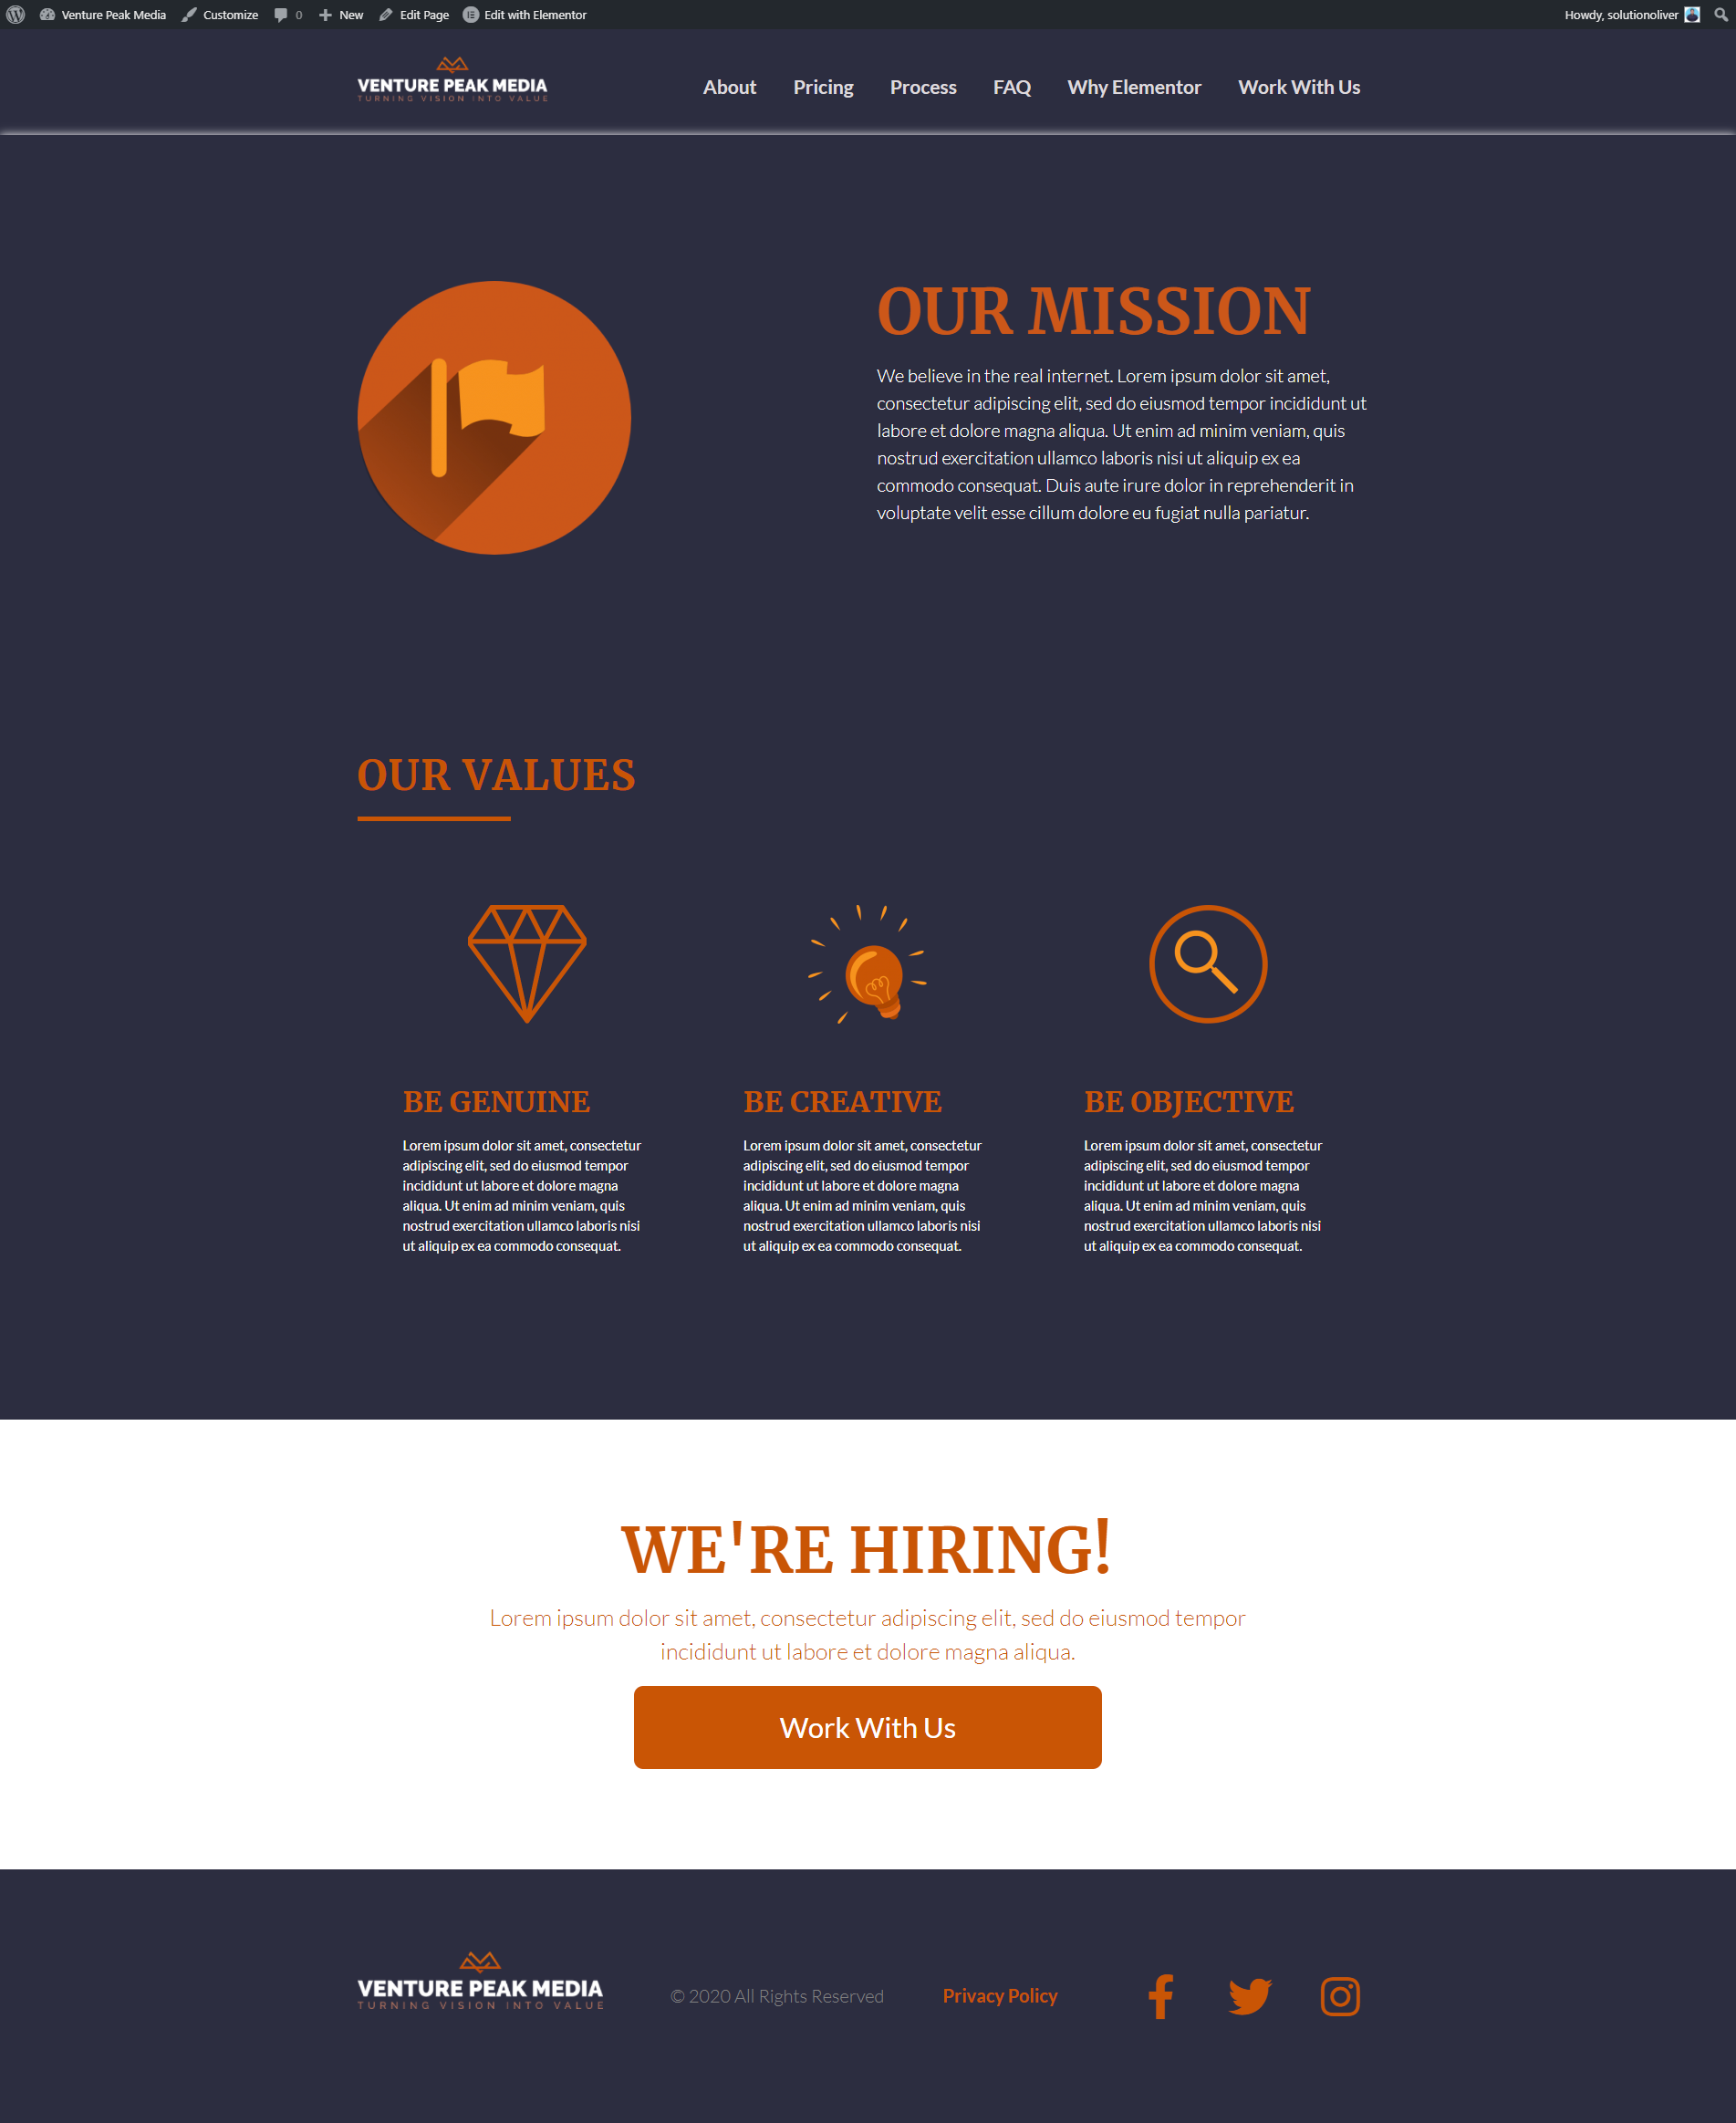 Venture Peak Media Customize 0 New Edit Page Edit with Elementor Howdy, solutionoliver
VENTURE PEAK MEDIA
TURNING VISION INTO VALUE
About Pricing Process FAQ Why Elementor Work With Us
OUR MISSION
We believe in the real internet. Lorem ipsum dolor sit amet,
consectetur adipiscing elit, sed do eiusmod tempor incididunt ut
labore et dolore magna aliqua. Ut enim ad minim veniam, quis
nostrud exercitation ullamco laboris nisi ut aliquip ex ea
commodo consequat. Duis aute irure dolor in reprehenderit in
voluptate velit esse cillum dolore eu fugiat nulla pariatur.
OUR VALUES
BE GENUINE
Lorem ipsum dolor sit amet, consectetur
adipiscing elit, sed do eiusmod tempor
incididunt ut labore et dolore magna
aliqua. Ut enim ad minim veniam, quis
nostrud exercitation ullamco laboris nisi
ut aliquip ex ea commodo consequat.
BE CREATIVE
Lorem ipsum dolor sit amet, consectetur
adipiscing elit, sed do eiusmod tempor
incididunt ut labore et dolore magna
aliqua. Ut enim ad minim veniam, quis
nostrud exercitation ullamco laboris nisi
ut aliquip ex ea commodo consequat.
BE OBJECTIVE
Lorem ipsum dolor sit amet, consectetur
adipiscing elit, sed do eiusmod tempor
incididunt ut labore et dolore magna
aliqua. Ut enim ad minim veniam, quis
nostrud exercitation ullamco laboris nisi
ut aliquip ex ea commodo consequat.
WE'RE HIRING!
Lorem ipsum dolor sit amet, consectetur adipiscing elit, sed do eiusmod tempor
incididunt ut labore et dolore magna aliqua.
Work With Us
VENTURE PEAK MEDIA
TURNING VISION INTO VALUE
© 2020 All Rights Reserved
Privacy Policy